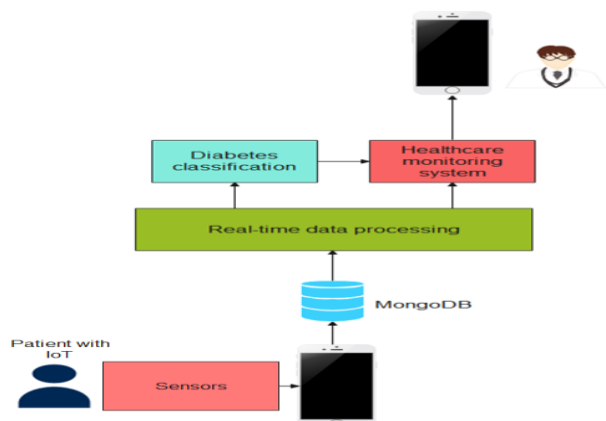 Diabetes
classification
Healthcare
monitoring
system
Real-time data processing
MongoDB
Patient with
IoT
Sensors